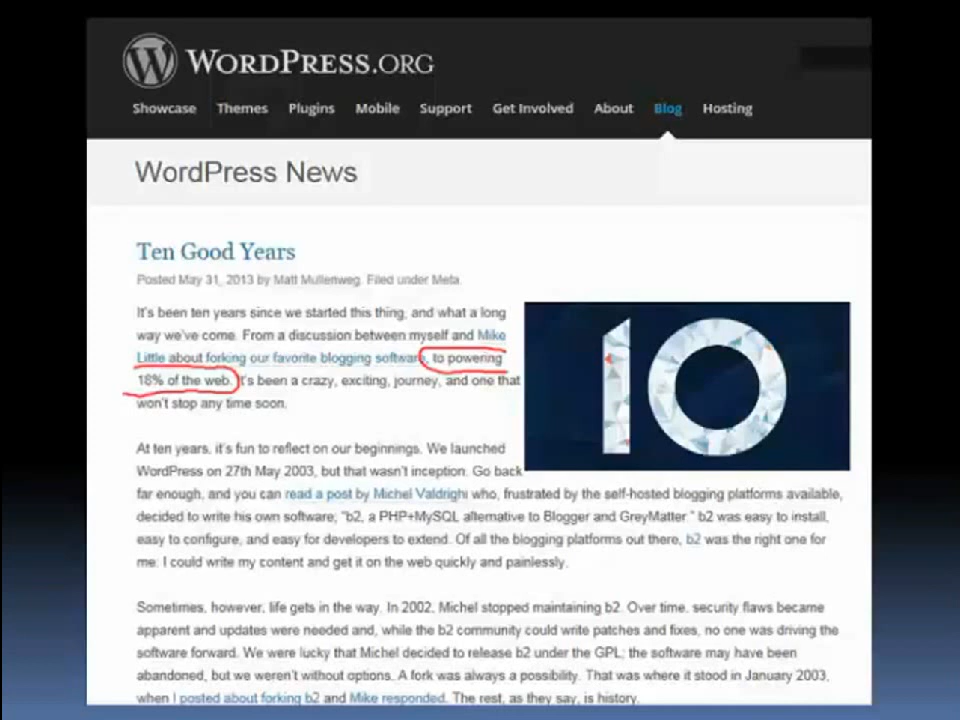 WORDPRESS.ORG
Showcase Themes Plugins Mobile Support Get Involved About Blog Hosting
WordPress News
Ten Good Years
Posted May 31, 2013 by Matt Mullenweg. Filed under Meta.
It's been ten years since we started this thing, and what a long
way we've come. From a discussion between myself and Mike
Little about forking our favorite blogging software, to powering
18% of the web. It's been a crazy, exciting, journey, and one that
won't stop any time soon.
10
At ten years, it's fun to reflect on our beginnings. We launched
WordPress on 27th May 2003, but that wasn't inception. Go back
far enough, and you can read a post by Michel Valdrighi who, frustrated by the self-hosted blogging platforms available,
decided to write his own software; "b2, a PHP+MySQL alternative to Blogger and GreyMatter." b2 was easy to install,
easy to configure, and easy for developers to extend. Of all the blogging platforms out there, b2 was the right one for
me: I could write my content and get it on the web quickly and painlessly.
Sometimes, however, life gets in the way. In 2002, Michel stopped maintaining b2. Over time, security flaws became
apparent and updates were needed and, while the b2 community could write patches and fixes, no one was driving the
software forward. We were lucky that Michel decided to release b2 under the GPL; the software may have been
abandoned, but we weren't without options. A fork was always a possibility. That was where it stood in January 2003,
when I posted about forking b2 and Mike responded. The rest, as they say, is history.